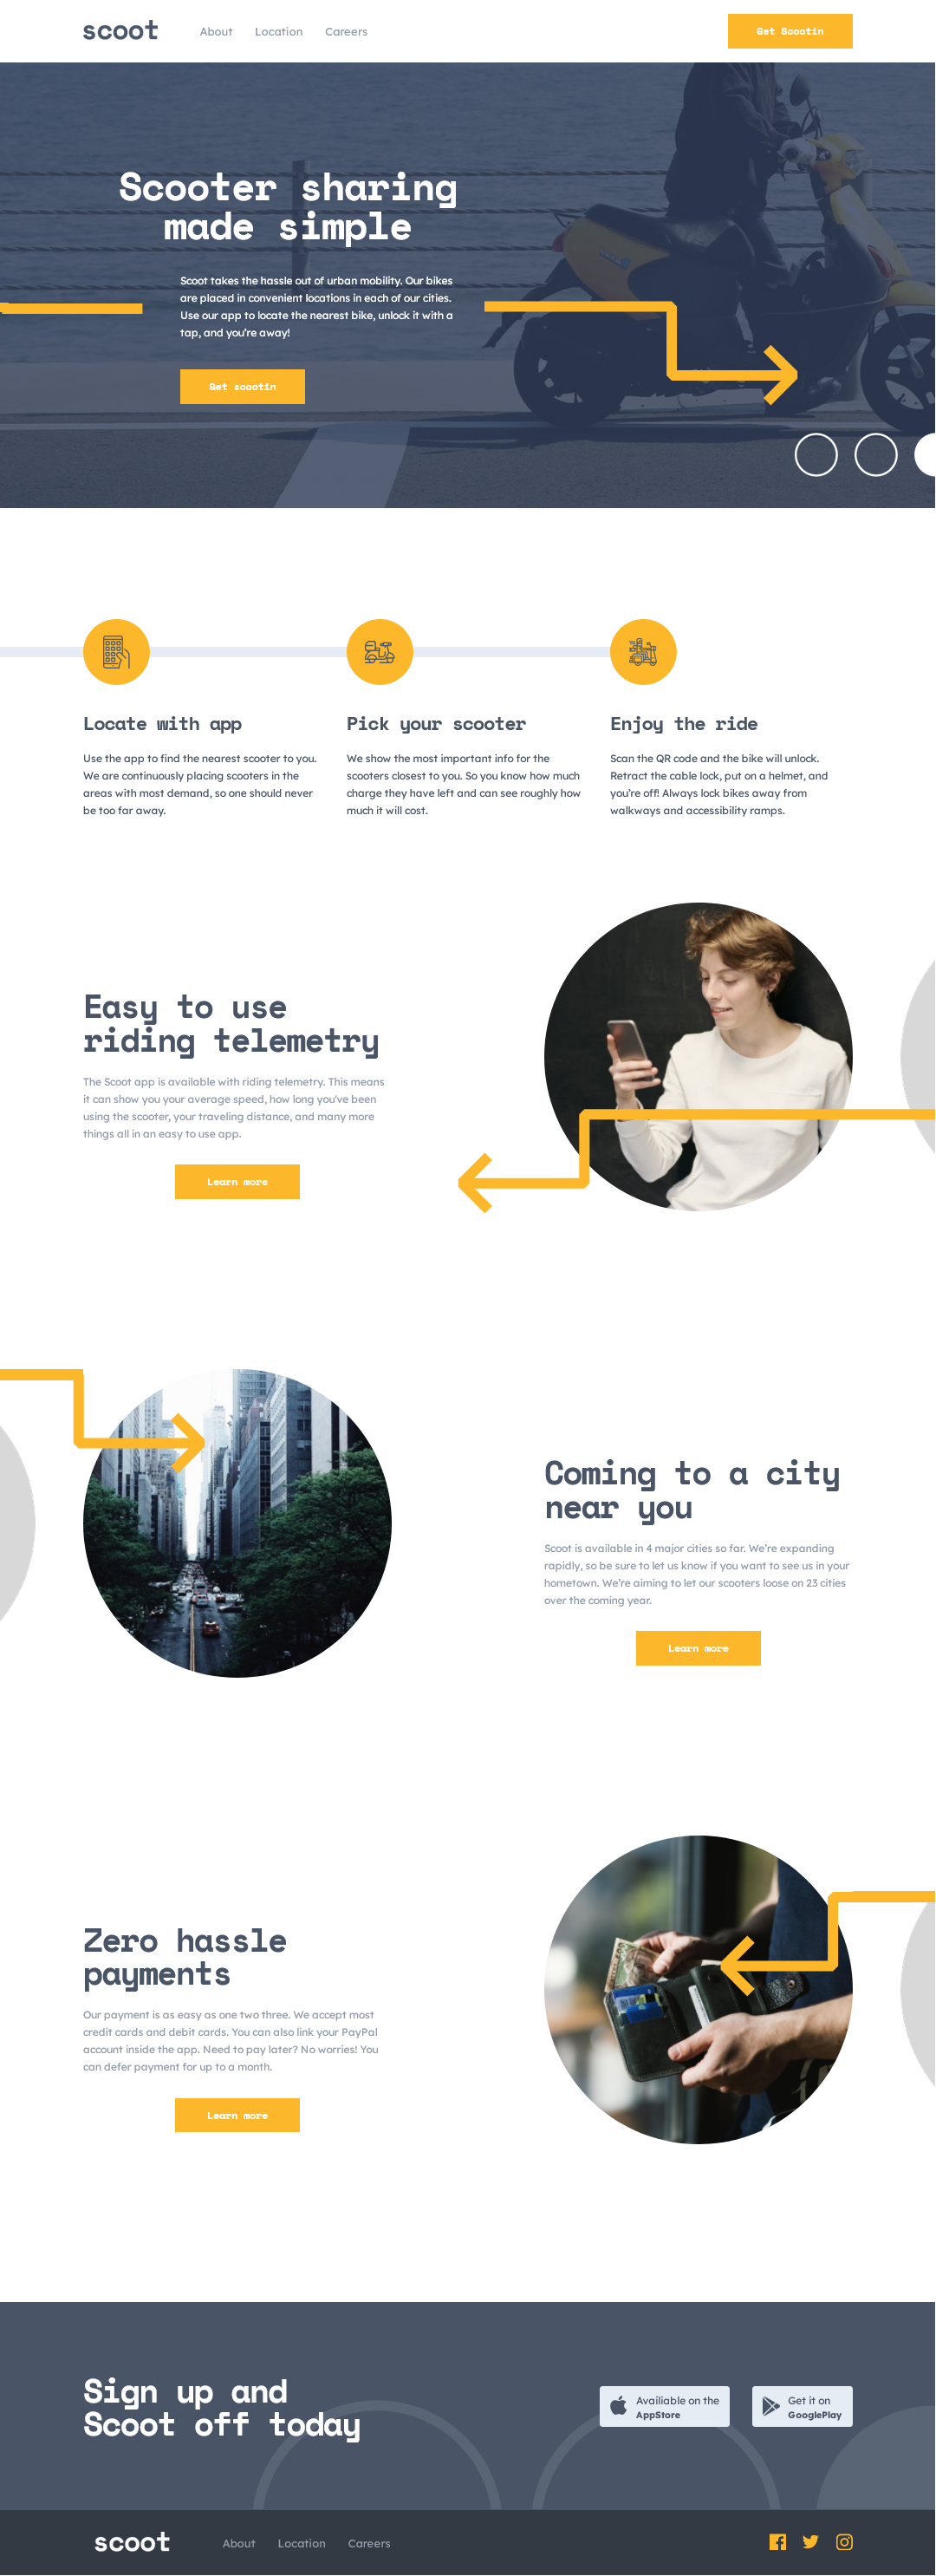 scoot
About Location Careers
Get Scootin
Scooter sharing
made simple
Scoot takes the hassle out of urban mobility. Our bikes
are placed in convenient locations in each of our cities.
Use our app to locate the nearest bike, unlock it with a
tap, and you're away!
Get scootin
Locate with app
Use the app to find the nearest scooter to you.
We are continuously placing scooters in the
areas with most demand, so one should never
be too far away.
Pick your scooter
We show the most important info for the
scooters closest to you. So you know how much
charge they have left and can see roughly how
much it will cost.
Enjoy the ride
Scan the QR code and the bike will unlock.
Retract the cable lock, put on a helmet, and
you're off! Always lock bikes away from
walkways and accessibility ramps.
Easy to use
riding telemetry
The Scoot app is available with riding telemetry. This means
it can show you your average speed, how long you've been
using the scooter, your traveling distance, and many more
things all in an easy to use app.
Learn more
Coming to a city
near you
Scoot is available in 4 major cities so far. We're expanding
rapidly, so be sure to let us know if you want to see us in your
hometown. We're aiming to let our scooters loose on 23 cities
over the coming year.
Learn more
Zero hassle
payments
Our payment is as easy as one two three. We accept most
credit cards and debit cards. You can also link your PayPal
account inside the app. Need to pay later? No worries! You
can defer payment for up to a month.
Learn more
Sign up and
Scoot off today
Availiable on the
AppStore
Get it on
GooglePlay
scoot
About Location Careers